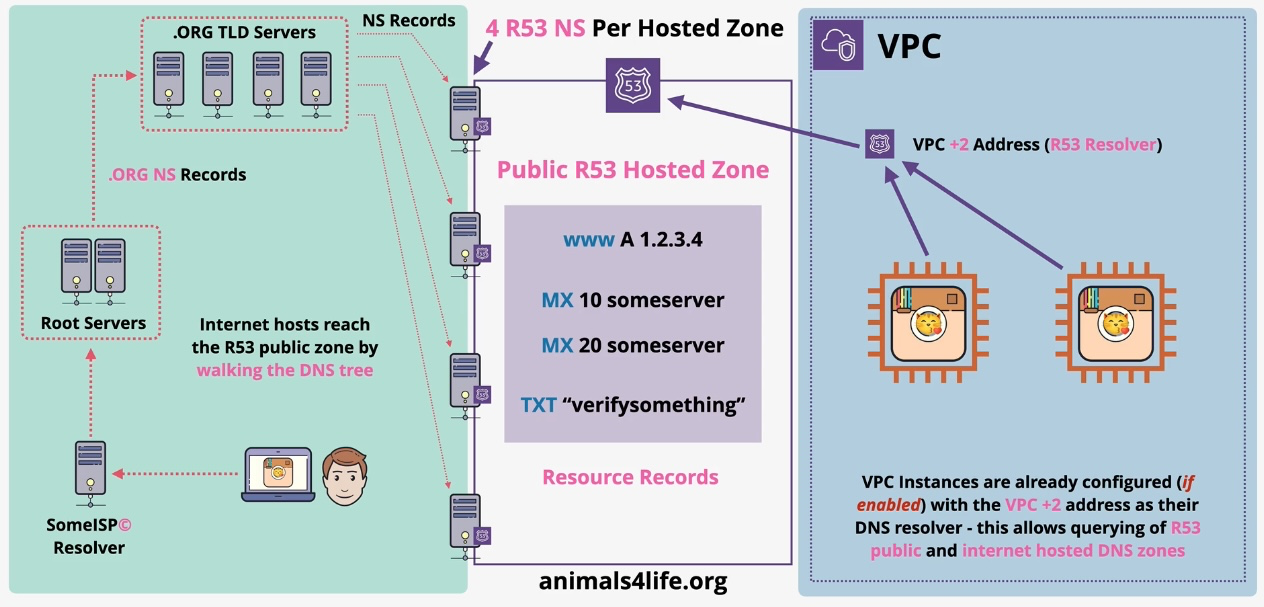 .ORG TLD Servers
NS Records
.ORG NS Records
Root Servers
Internet hosts reach
the R53 public zone by
walking the DNS tree
SomeISP©
Resolver
4 R53 NS Per Hosted Zone
53
Public R53 Hosted Zone
www A 1.2.3.4
MX 10 someserver
MX 20 someserver
TXT “verifysomething”
Resource Records
53
53
53
53
animals4life.org
VPC
53
VPC +2 Address (R53 Resolver)
VPC Instances are already configured (if
enabled) with the VPC +2 address as their
DNS resolver - this allows querying of R53
public and internet hosted DNS zones